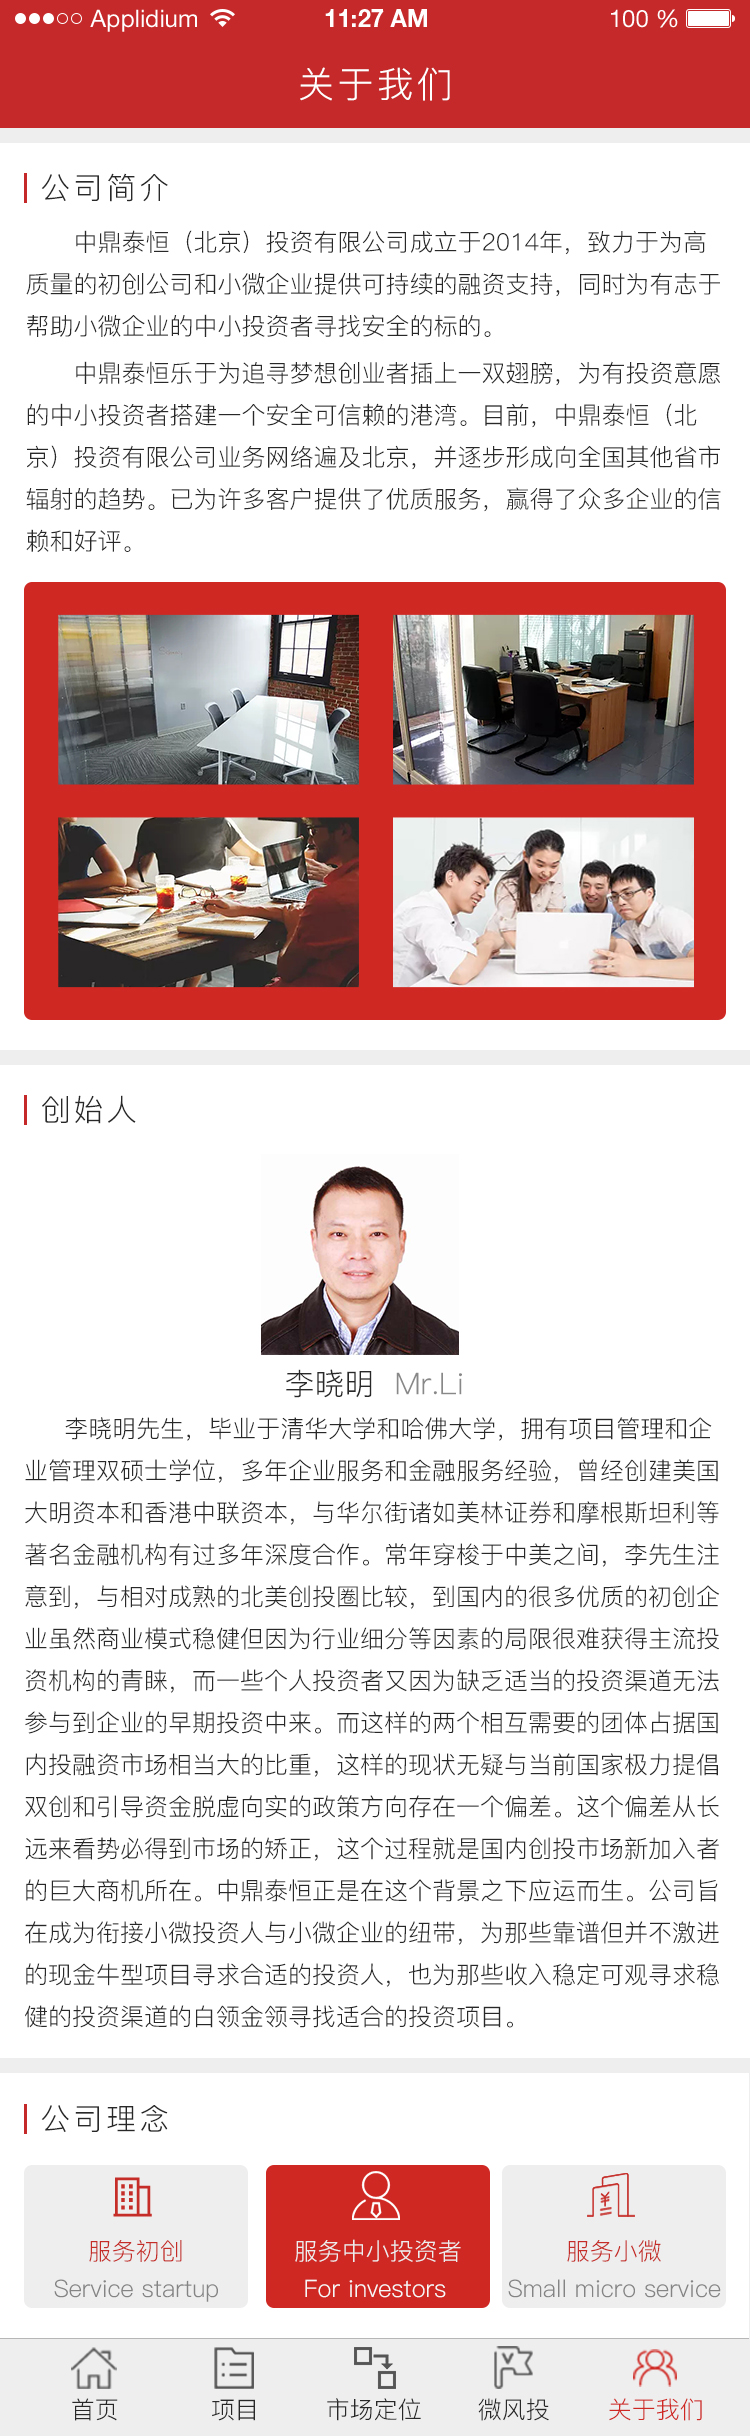 Applidium 11:27 AM 100 %
关于我们
公司简介
中鼎泰恒（北京）投资有限公司成立于2014年，致力于为高
质量的初创公司和小微企业提供可持续的融资支持，同时为有志于
帮助小微企业的中小投资者寻找安全的标的。
中鼎泰恒乐于为追寻梦想创业者插上一双翅膀，为有投资意愿
的中小投资者搭建一个安全可信赖的港湾。目前，中鼎泰恒（北
京）投资有限公司业务网络遍及北京，并逐步形成向全国其他省市
辐射的趋势。已为许多客户提供了优质服务，赢得了众多企业的信
赖和好评。
创始人
李晓明 Mr.Li
李晓明先生，毕业于清华大学和哈佛大学，拥有项目管理和企
业管理双硕士学位，多年企业服务和金融服务经验，曾经创建美国
大明资本和香港中联资本，与华尔街诸如美林证券和摩根斯坦利等
著名金融机构有过多年深度合作。常年穿梭于中美之间，李先生注
意到，与相对成熟的北美创投圈比较，到国内的很多优质的初创企
业虽然商业模式稳健但因为行业细分等因素的局限很难获得主流投
资机构的青睐，而一些个人投资者又因为缺乏适当的投资渠道无法
参与到企业的早期投资中来。而这样的两个相互需要的团体占据国
内投融资市场相当大的比重，这样的现状无疑与当前国家极力提倡
双创和引导资金脱虚向实的政策方向存在一个偏差。这个偏差从长
远来看势必得到市场的矫正，这个过程就是国内创投市场新加入者
的巨大商机所在。中鼎泰恒正是在这个背景之下应运而生。公司旨
在成为衔接小微投资人与小微企业的纽带，为那些靠谱但并不激进
的现金牛型项目寻求合适的投资人，也为那些收入稳定可观寻求稳
健的投资渠道的白领金领寻找适合的投资项目。
公司理念
服务初创
Service startup
服务中小投资者
For investors
服务小微
Small micro service
首页 项目 市场定位 微风投 关于我们